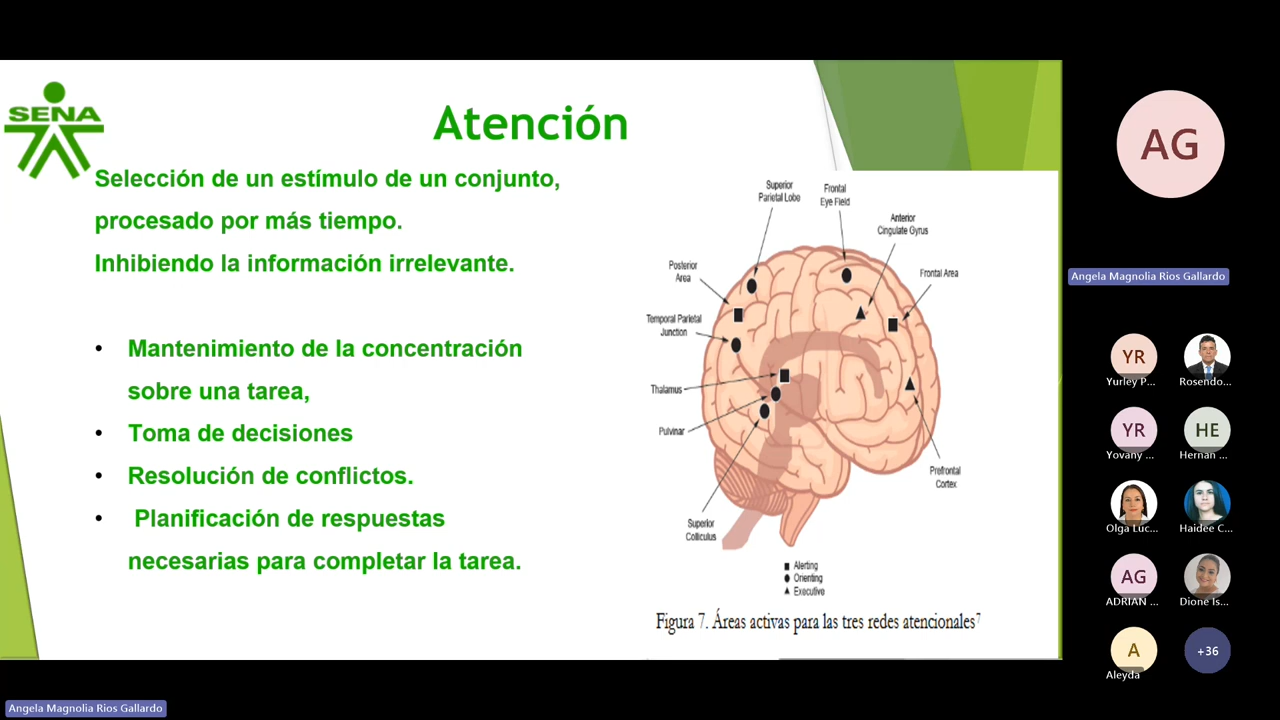 SENA
Atención
Selección de un estímulo de un conjunto,
procesado por más tiempo.
Inhibiendo la información irrelevante.
• Mantenimiento de la concentración
sobre una tarea,
• Toma de decisiones
• Resolución de conflictos.
• Planificación de respuestas
necesarias para completar la tarea.
Superior
Parietal Lobe
Frontal
Eye Field
Anterior
Cingulate Gyrus
Posterior
Area
Frontal Area
Temporal Parietal
Junction
Thalamus
Pulvinar
Prefrontal
Cortex
Superior
Colliculus
■ Alerting
● Orienting
▲ Executive
Figura 7. Áreas activas para las tres redes atencionales⁷
AG
Angela Magnolia Rios Gallardo
YR
Yurley P...
Rosendo...
YR
HE
Yovany ...
Hernan ...
Olga Luc...
Haidee C...
AG
ADRIAN ...
Dione Is...
A
+36
Aleyda
Angela Magnolia Rios Gallardo